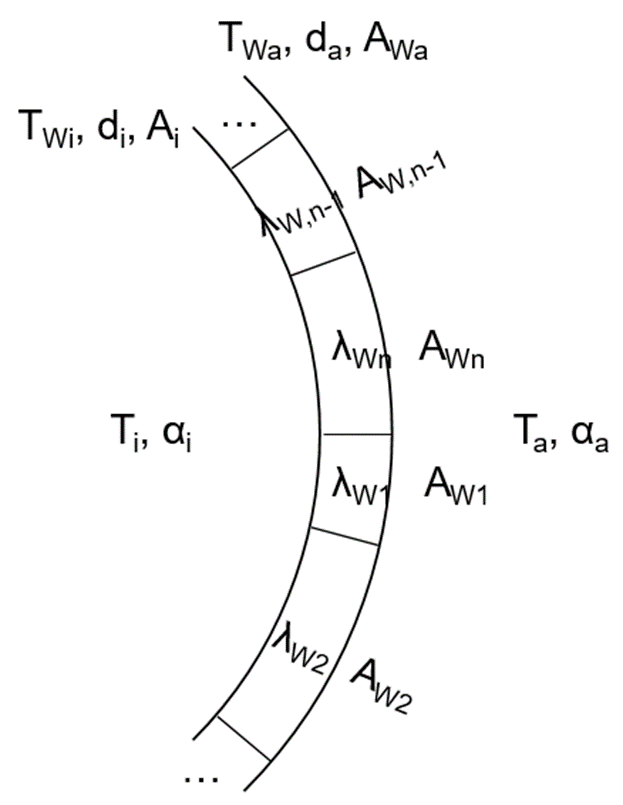 T_Wa, d_a, A_Wa
T_Wi, d_i, A_i
...
λ_W,n-1 A_W,n-1
λ_Wn A_Wn
T_i, α_i
T_a, α_a
λ_W1 A_W1
λ_W2 A_W2
...